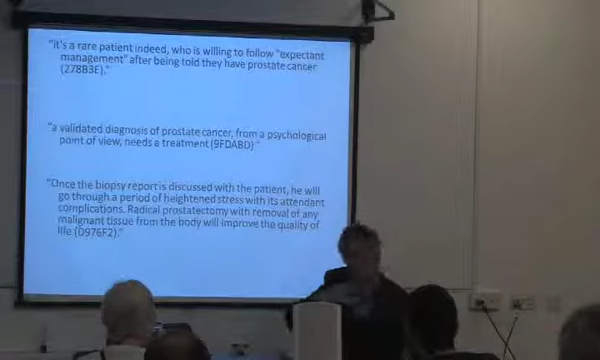 "It's a rare patient indeed, who is willing to follow "expectant
management" after being told they have prostate cancer
(278B3E)."
"a validated diagnosis of prostate cancer, from a psychological
point of view, needs a treatment (9FDABD)."
"Once the biopsy report is discussed with the patient, he will
go through a period of heightened stress with its attendant
complications. Radical prostatectomy with removal of any
malignant tissue from the body will improve the quality of
life (D976F2)."